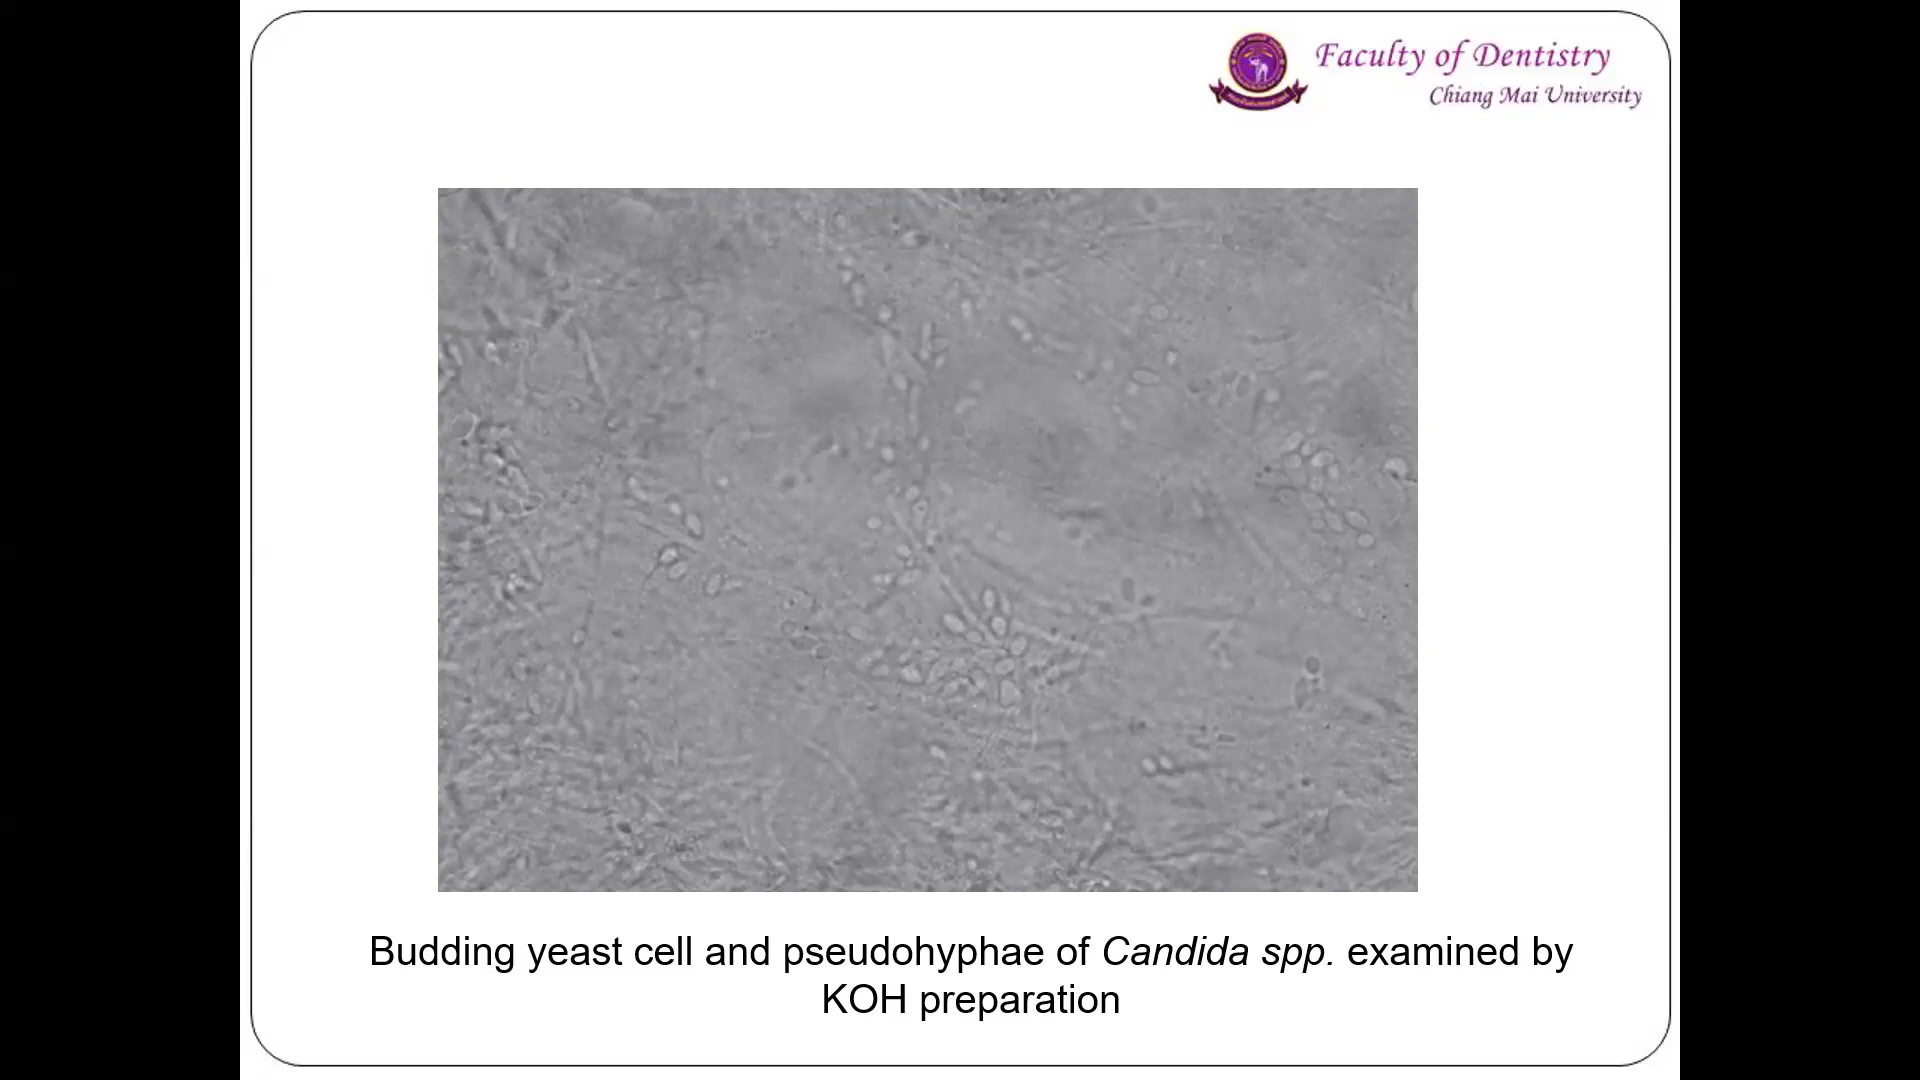 Faculty of Dentistry
Chiang Mai University
Budding yeast cell and pseudohyphae of Candida spp. examined by
KOH preparation